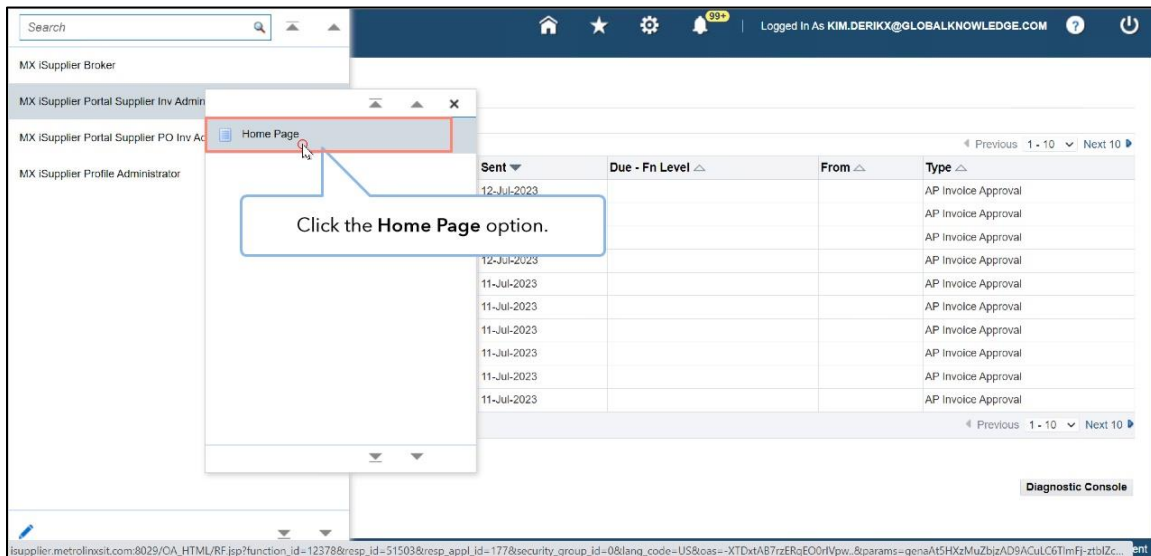 Search
99+
Logged In As KIM.DERIKX@GLOBALKNOWLEDGE.COM
?
MX iSupplier Broker
MX iSupplier Portal Supplier Inv Admin
MX iSupplier Portal Supplier PO Inv Ac
MX iSupplier Profile Administrator
Home Page
Click the Home Page option.
Previous 1 - 10 Next 10
Sent Due - Fn Level From Type
12-Jul-2023 AP Invoice Approval
AP Invoice Approval
AP Invoice Approval
12-Jul-2023 AP Invoice Approval
11-Jul-2023 AP Invoice Approval
11-Jul-2023 AP Invoice Approval
11-Jul-2023 AP Invoice Approval
11-Jul-2023 AP Invoice Approval
11-Jul-2023 AP Invoice Approval
11-Jul-2023 AP Invoice Approval
Previous 1 - 10 Next 10
Diagnostic Console
ent